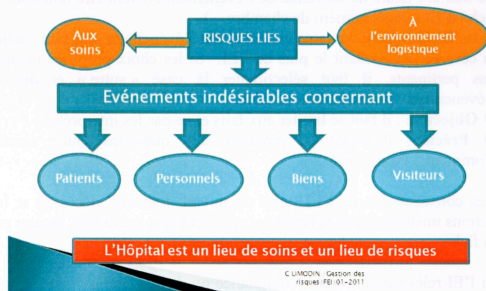 Aux
soins
RISQUES LIES
À
l'environnement
logistique
Evénements indésirables concernant
Patients
Personnels
Biens
Visiteurs
L'Hôpital est un lieu de soins et un lieu de risques
C LIMODIN Gestion des
risques FEI 01-2011